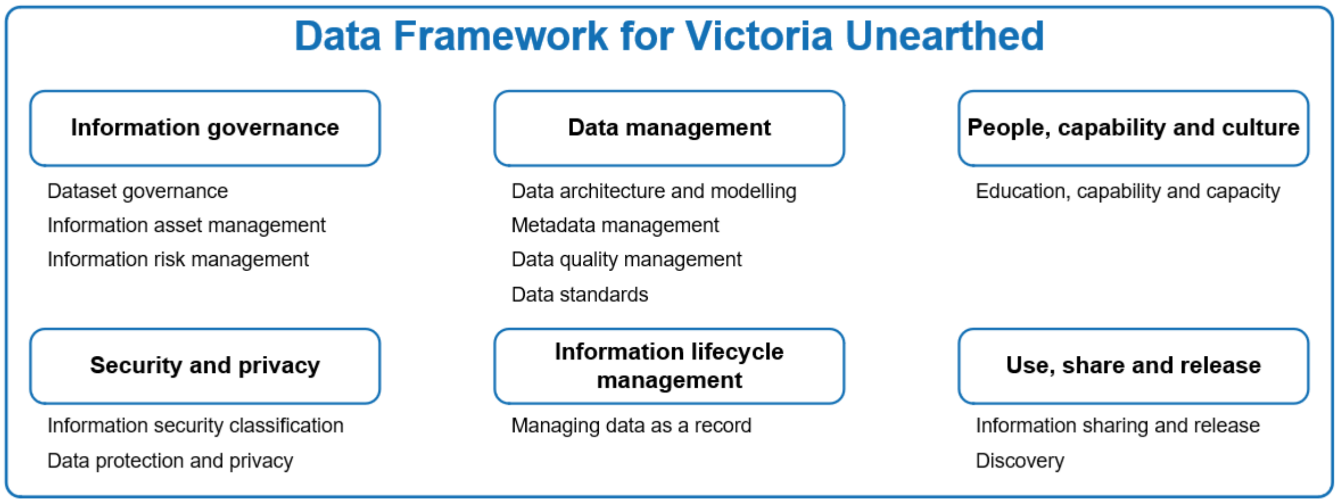 Data Framework for Victoria Unearthed
Information governance
Dataset governance
Information asset management
Information risk management
Data management
Data architecture and modelling
Metadata management
Data quality management
Data standards
People, capability and culture
Education, capability and capacity
Security and privacy
Information security classification
Data protection and privacy
Information lifecycle
management
Managing data as a record
Use, share and release
Information sharing and release
Discovery